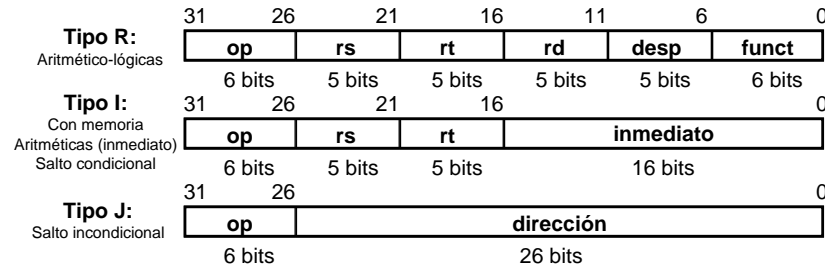 31 26 21 16 11 6 0
Tipo R:
Aritmético-lógicas
op rs rt rd desp funct
6 bits 5 bits 5 bits 5 bits 5 bits 6 bits
Tipo I:
Con memoria
Aritméticas (inmediato)
Salto condicional
31 26 21 16 0
op rs rt inmediato
6 bits 5 bits 5 bits 16 bits
31 26 0
Tipo J:
Salto incondicional
op dirección
6 bits 26 bits